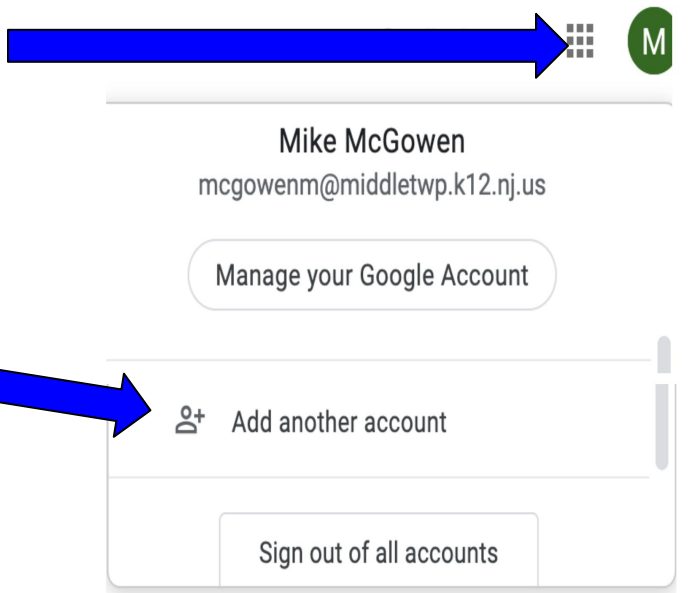 M
Mike McGowen
mcgowenm@middletwp.k12.nj.us
Manage your Google Account
Add another account
Sign out of all accounts